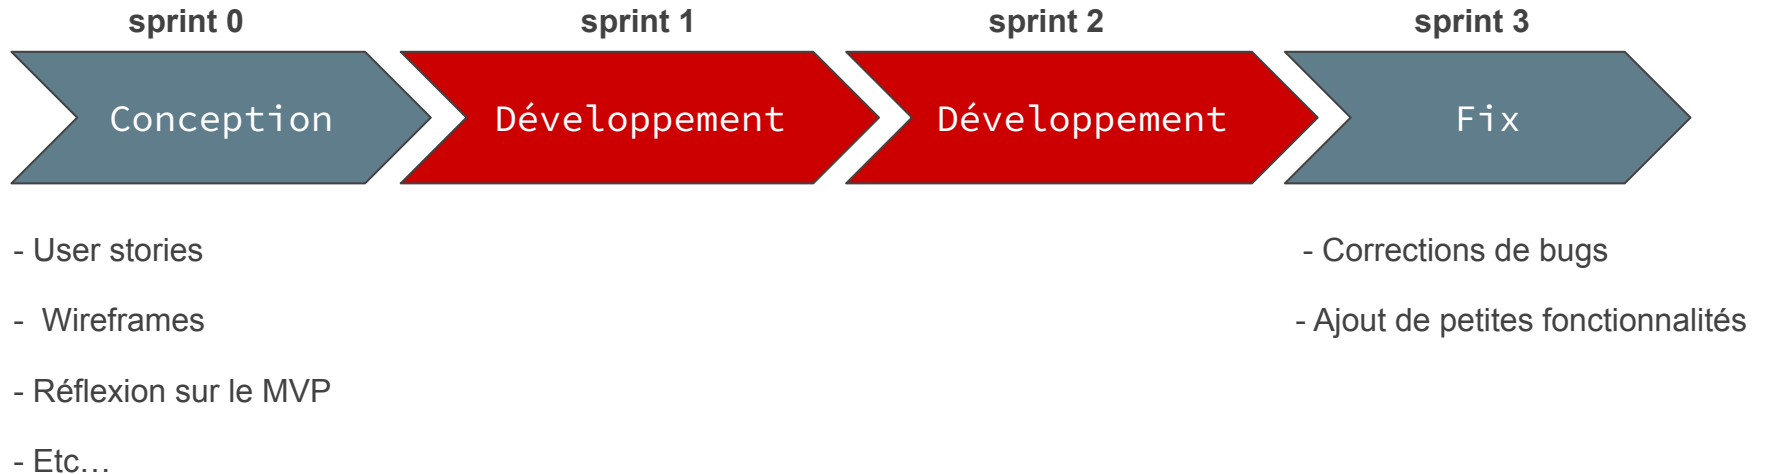 sprint 0
sprint 1
sprint 2
sprint 3
Conception
Développement
Développement
Fix
- User stories
- Wireframes
- Réflexion sur le MVP
- Etc…
- Corrections de bugs
- Ajout de petites fonctionnalités